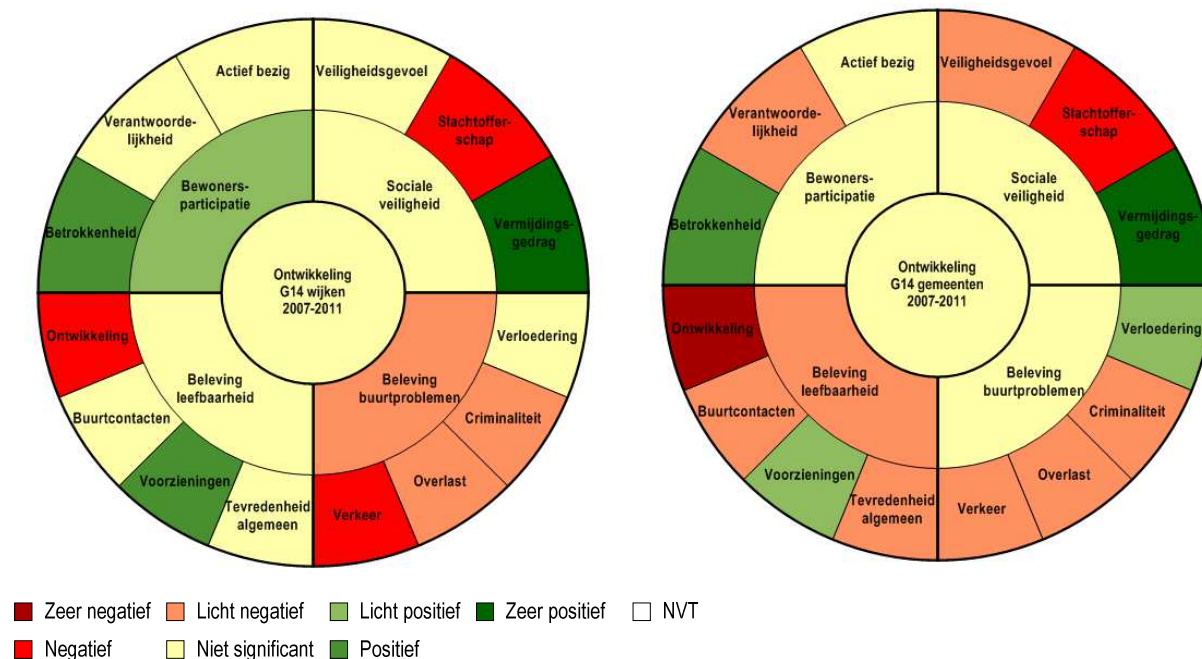 Actief bezig
Veiligheidsgevoel
Verantwoorde-
lijkheid
Slachtoffer-
schap
Bewoners-
participatie
Sociale
veiligheid
Betrokkenheid
Vermijdings-
gedrag
Ontwikkeling
G14 wijken
2007-2011
Ontwikkeling
Verloedering
Beleving
leefbaarheid
Beleving
buurtproblemen
Buurtcontacten
Criminaliteit
Voorzieningen
Overlast
Tevredenheid
algemeen
Verkeer
Actief bezig
Veiligheidsgevoel
Verantwoorde-
lijkheid
Slachtoffer-
schap
Bewoners-
participatie
Sociale
veiligheid
Betrokkenheid
Vermijdings-
gedrag
Ontwikkeling
G14 gemeenten
2007-2011
Ontwikkeling
Verloedering
Beleving
leefbaarheid
Beleving
buurtproblemen
Buurtcontacten
Criminaliteit
Voorzieningen
Overlast
Tevredenheid
algemeen
Verkeer
Zeer negatief
Licht negatief
Licht positief
Zeer positief
NVT
Negatief
Niet significant
Positief